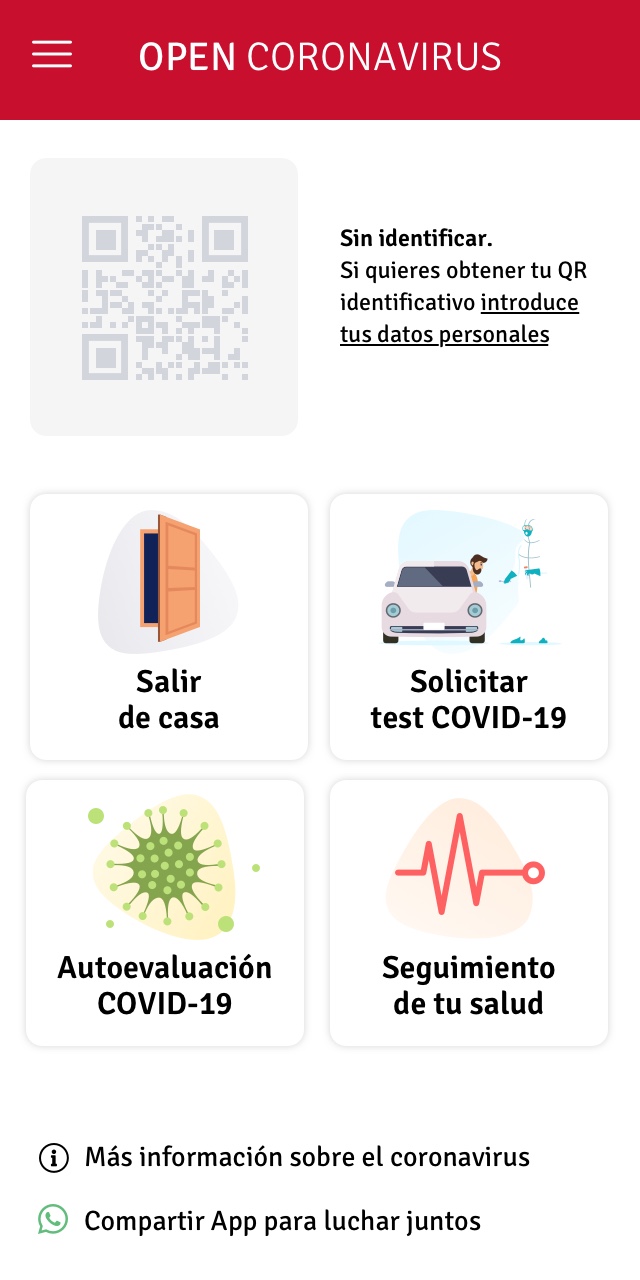 OPEN CORONAVIRUS
Sin identificar.
Si quieres obtener tu QR
identificativo introduce
tus datos personales
Salir
de casa
Solicitar
test COVID-19
Autoevaluación
COVID-19
Seguimiento
de tu salud
Más información sobre el coronavirus
Compartir App para luchar juntos